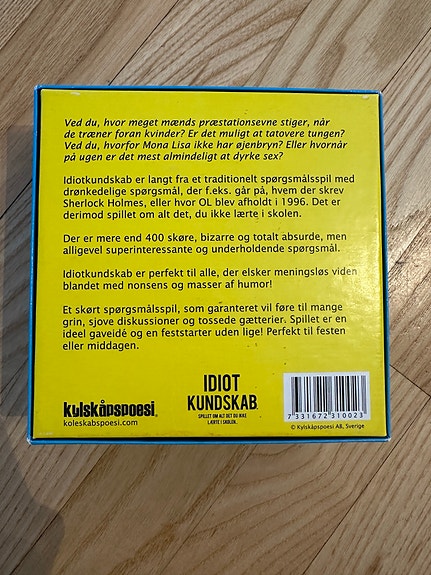 Ved du, hvor meget mænds præstationsevne stiger, når
de træner foran kvinder? Er det muligt at tatovere tungen?
Ved du, hvorfor Mona Lisa ikke har øjenbryn? Eller hvornår
på ugen er det mest almindeligt at dyrke sex?
Idiotkundskab er langt fra et traditionelt spørgsmålsspil med
drønkedelige spørgsmål, der f.eks. går på, hvem der skrev
Sherlock Holmes, eller hvor OL blev afholdt i 1996. Det er
derimod spillet om alt det, du ikke lærte i skolen.
Der er mere end 400 skøre, bizarre og totalt absurde, men
alligevel superinteressante og underholdende spørgsmål.
Idiotkundskab er perfekt til alle, der elsker meningsløs viden
blandet med nonsens og masser af humor!
Et skørt spørgsmålsspil, som garanteret vil føre til mange
grin, sjove diskussioner og tossede gætterier. Spillet er en
ideel gaveidé og en feststarter uden lige! Perfekt til festen
eller middagen.
kylskåpspoesi®
koleskabspoesi.com
IDIOT
KUNDSKAB
SPILLET OM ALT DET DU IKKE
LÆRTE I SKOLEN.
7 331672 310023
© Kylskåpspoesi AB, Sverige